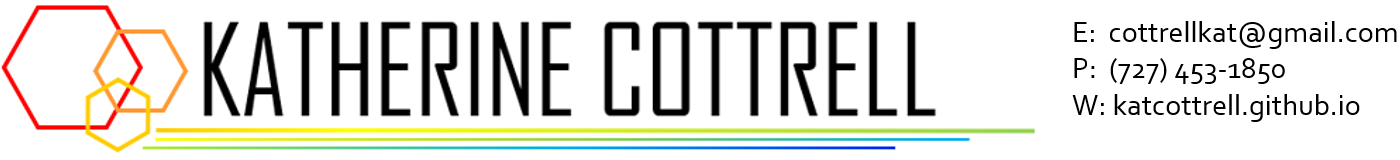 KATHERINE COTTRELL
E: cottrellkat@gmail.com
P: (727) 453-1850
W: katcottrell.github.io